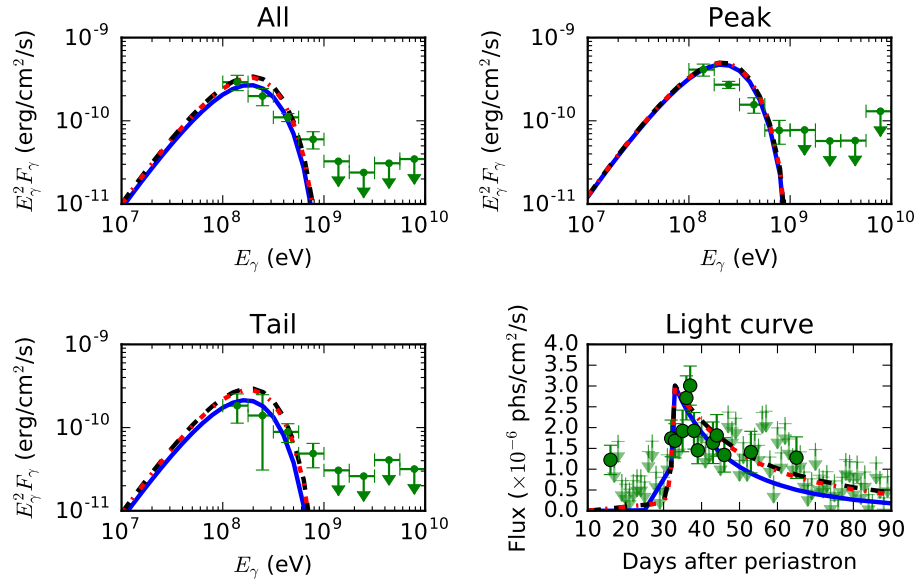 All
E_γ^2 F_γ (erg/cm^2/s)
10^-9
10^-10
10^-11
10^7 10^8 10^9 10^10
E_γ (eV)
Peak
E_γ^2 F_γ (erg/cm^2/s)
10^-9
10^-10
10^-11
10^7 10^8 10^9 10^10
E_γ (eV)
Tail
E_γ^2 F_γ (erg/cm^2/s)
10^-9
10^-10
10^-11
10^7 10^8 10^9 10^10
E_γ (eV)
Light curve
Flux (×10^-6 phs/cm^2/s)
4.0
3.5
3.0
2.5
2.0
1.5
1.0
0.5
0.0
10 20 30 40 50 60 70 80 90
Days after periastron